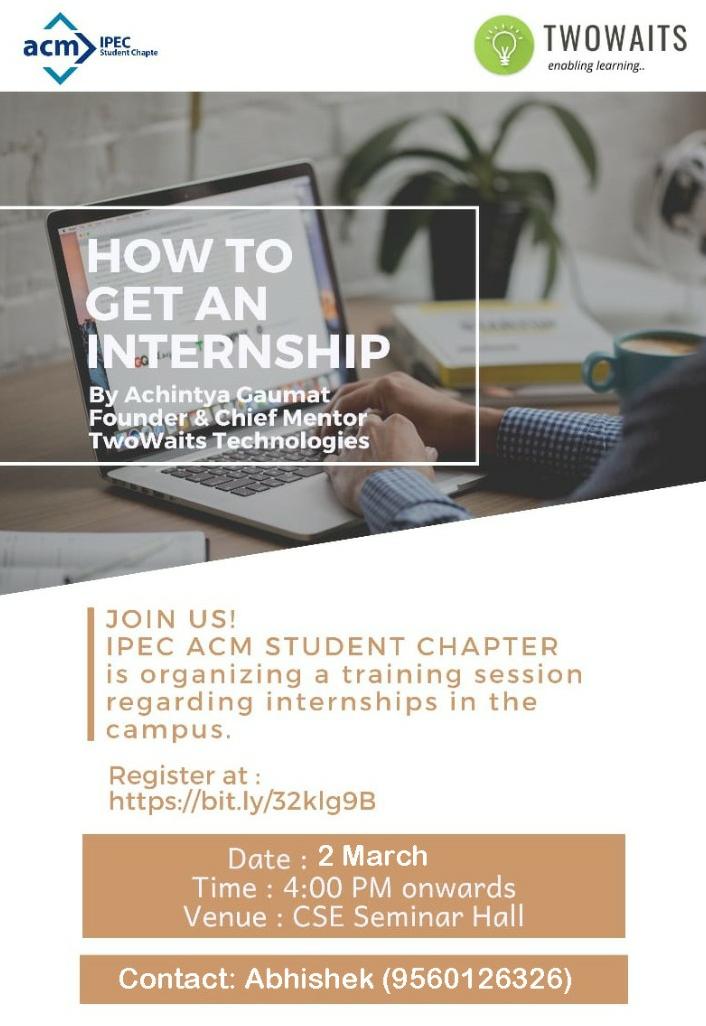 acm IPEC
Student Chapte
TWOWAITS
enabling learning..
HOW TO
GET AN
INTERNSHIP
By Achintya Gaumat
Founder & Chief Mentor
TwoWaits Technologies
JOIN US!
IPEC ACM STUDENT CHAPTER
is organizing a training session
regarding internships in the
campus.
Register at :
https://bit.ly/32klg9B
Date : 2 March
Time : 4:00 PM onwards
Venue : CSE Seminar Hall
Contact: Abhishek (9560126326)